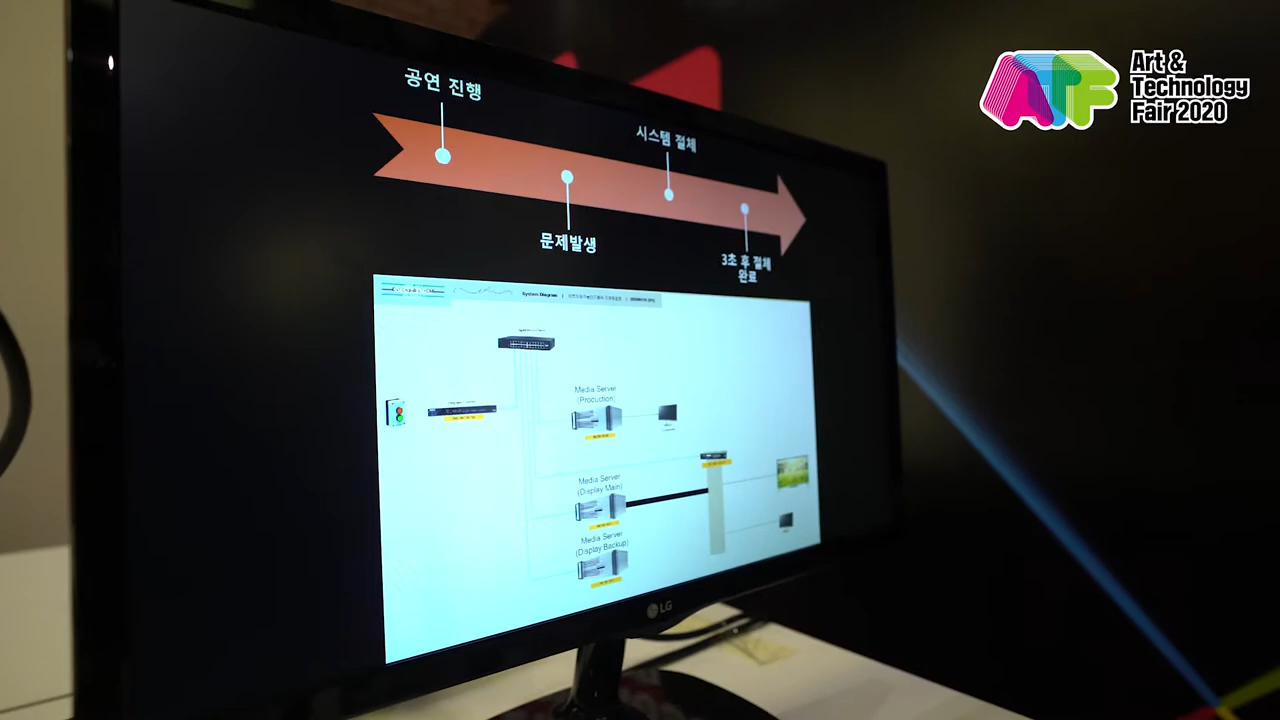 공연 진행
시스템 절체
문제발생
3초 후 절체
완료
System Diagram
Media Server
(Production)
Media Server
(Display Main)
Media Server
(Display Backup)
LG
ATF
Art &
Technology
Fair 2020